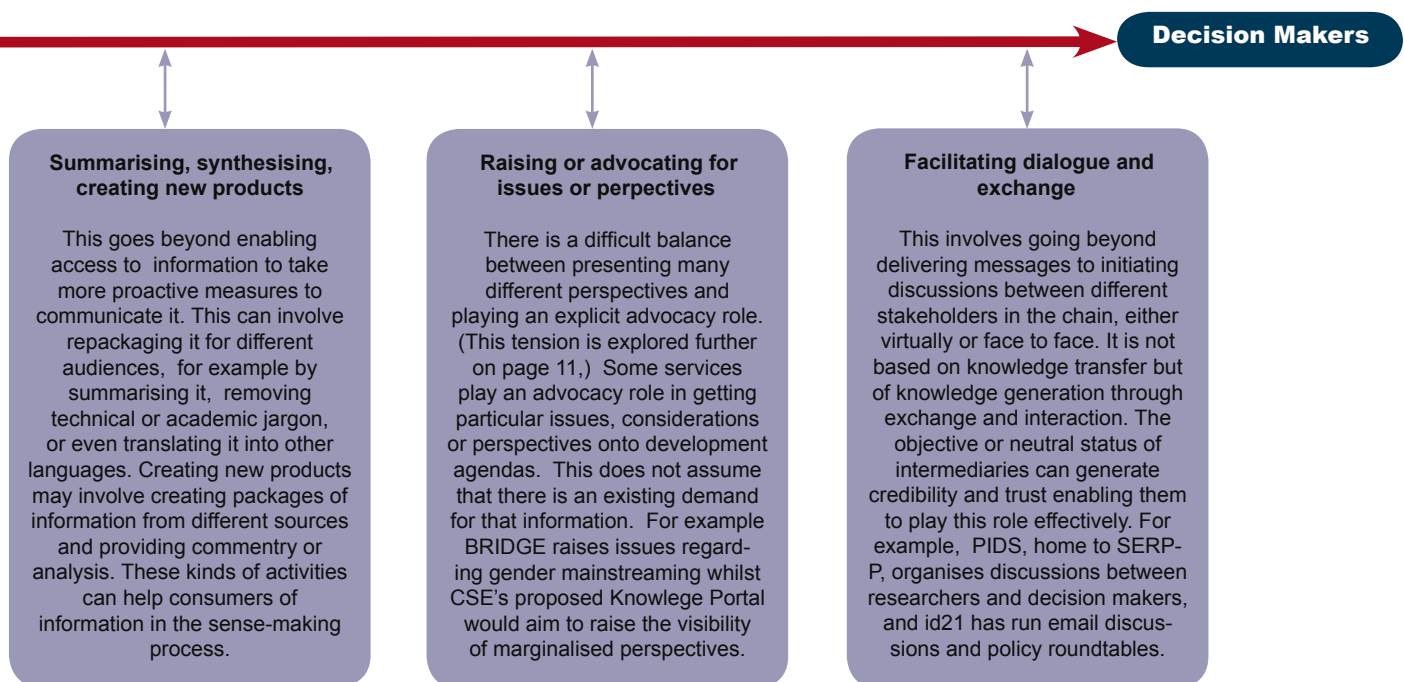 Decision Makers
Summarising, synthesising,
creating new products
This goes beyond enabling
access to  information to take
more proactive measures to
communicate it. This can involve
repackaging it for different
audiences,  for example by
summarising it,  removing
technical or academic jargon,
or even translating it into other
languages. Creating new products
may involve creating packages of
information from different sources
and providing commentry or
analysis. These kinds of activities
can help consumers of
information in the sense-making
process.
Raising or advocating for
issues or perpectives
There is a difficult balance
between presenting many
different perspectives and
playing an explicit advocacy role.
(This tension is explored further
on page 11,)  Some services
play an advocacy role in getting
particular issues, considerations
or perspectives onto development
agendas.  This does not assume
that there is an existing demand
for that information.  For example
BRIDGE raises issues regard-
ing gender mainstreaming whilst
CSE's proposed Knowlege Portal
would aim to raise the visibility
of marginalised perspectives.
Facilitating dialogue and
exchange
This involves going beyond
delivering messages to initiating
discussions between different
stakeholders in the chain, either
virtually or face to face. It is not
based on knowledge transfer but
of knowledge generation through
exchange and interaction. The
objective or neutral status of
intermediaries can generate
credibility and trust enabling them
to play this role effectively. For
example,  PIDS, home to SERP-
P, organises discussions between
researchers and decision makers,
and id21 has run email discus-
sions and policy roundtables.